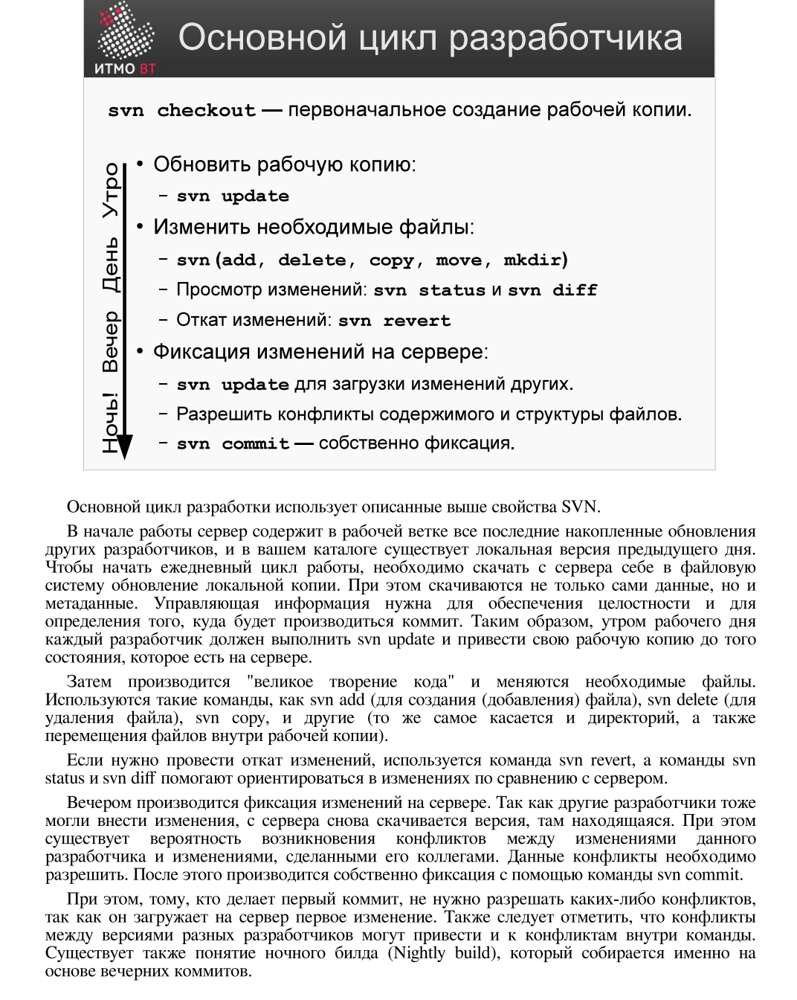 ИТМО ВТ
Основной цикл разработчика
svn checkout — первоначальное создание рабочей копии.
Утро
День
Вечер
Ночь!
• Обновить рабочую копию:
– svn update
• Изменить необходимые файлы:
– svn(add, delete, copy, move, mkdir)
– Просмотр изменений: svn status и svn diff
– Откат изменений: svn revert
• Фиксация изменений на сервере:
– svn update для загрузки изменений других.
– Разрешить конфликты содержимого и структуры файлов.
– svn commit — собственно фиксация.
Основной цикл разработки использует описанные выше свойства SVN.
В начале работы сервер содержит в рабочей ветке все последние накопленные обновления
других разработчиков, и в вашем каталоге существует локальная версия предыдущего дня.
Чтобы начать ежедневный цикл работы, необходимо скачать с сервера себе в файловую
систему обновление локальной копии. При этом скачиваются не только сами данные, но и
метаданные. Управляющая информация нужна для обеспечения целостности и для
определения того, куда будет производиться коммит. Таким образом, утром рабочего дня
каждый разработчик должен выполнить svn update и привести свою рабочую копию до того
состояния, которое есть на сервере.
Затем производится "великое творение кода" и меняются необходимые файлы.
Используются такие команды, как svn add (для создания (добавления) файла), svn delete (для
удаления файла), svn copy, и другие (то же самое касается и директорий, а также
перемещения файлов внутри рабочей копии).
Если нужно провести откат изменений, используется команда svn revert, а команды svn
status и svn diff помогают ориентироваться в изменениях по сравнению с сервером.
Вечером производится фиксация изменений на сервере. Так как другие разработчики тоже
могли внести изменения, с сервера снова скачивается версия, там находящаяся. При этом
существует вероятность возникновения конфликтов между изменениями данного
разработчика и изменениями, сделанными его коллегами. Данные конфликты необходимо
разрешить. После этого производится собственно фиксация с помощью команды svn commit.
При этом, тому, кто делает первый коммит, не нужно разрешать каких-либо конфликтов,
так как он загружает на сервер первое изменение. Также следует отметить, что конфликты
между версиями разных разработчиков могут привести и к конфликтам внутри команды.
Существует также понятие ночного билда (Nightly build), который собирается именно на
основе вечерних коммитов.